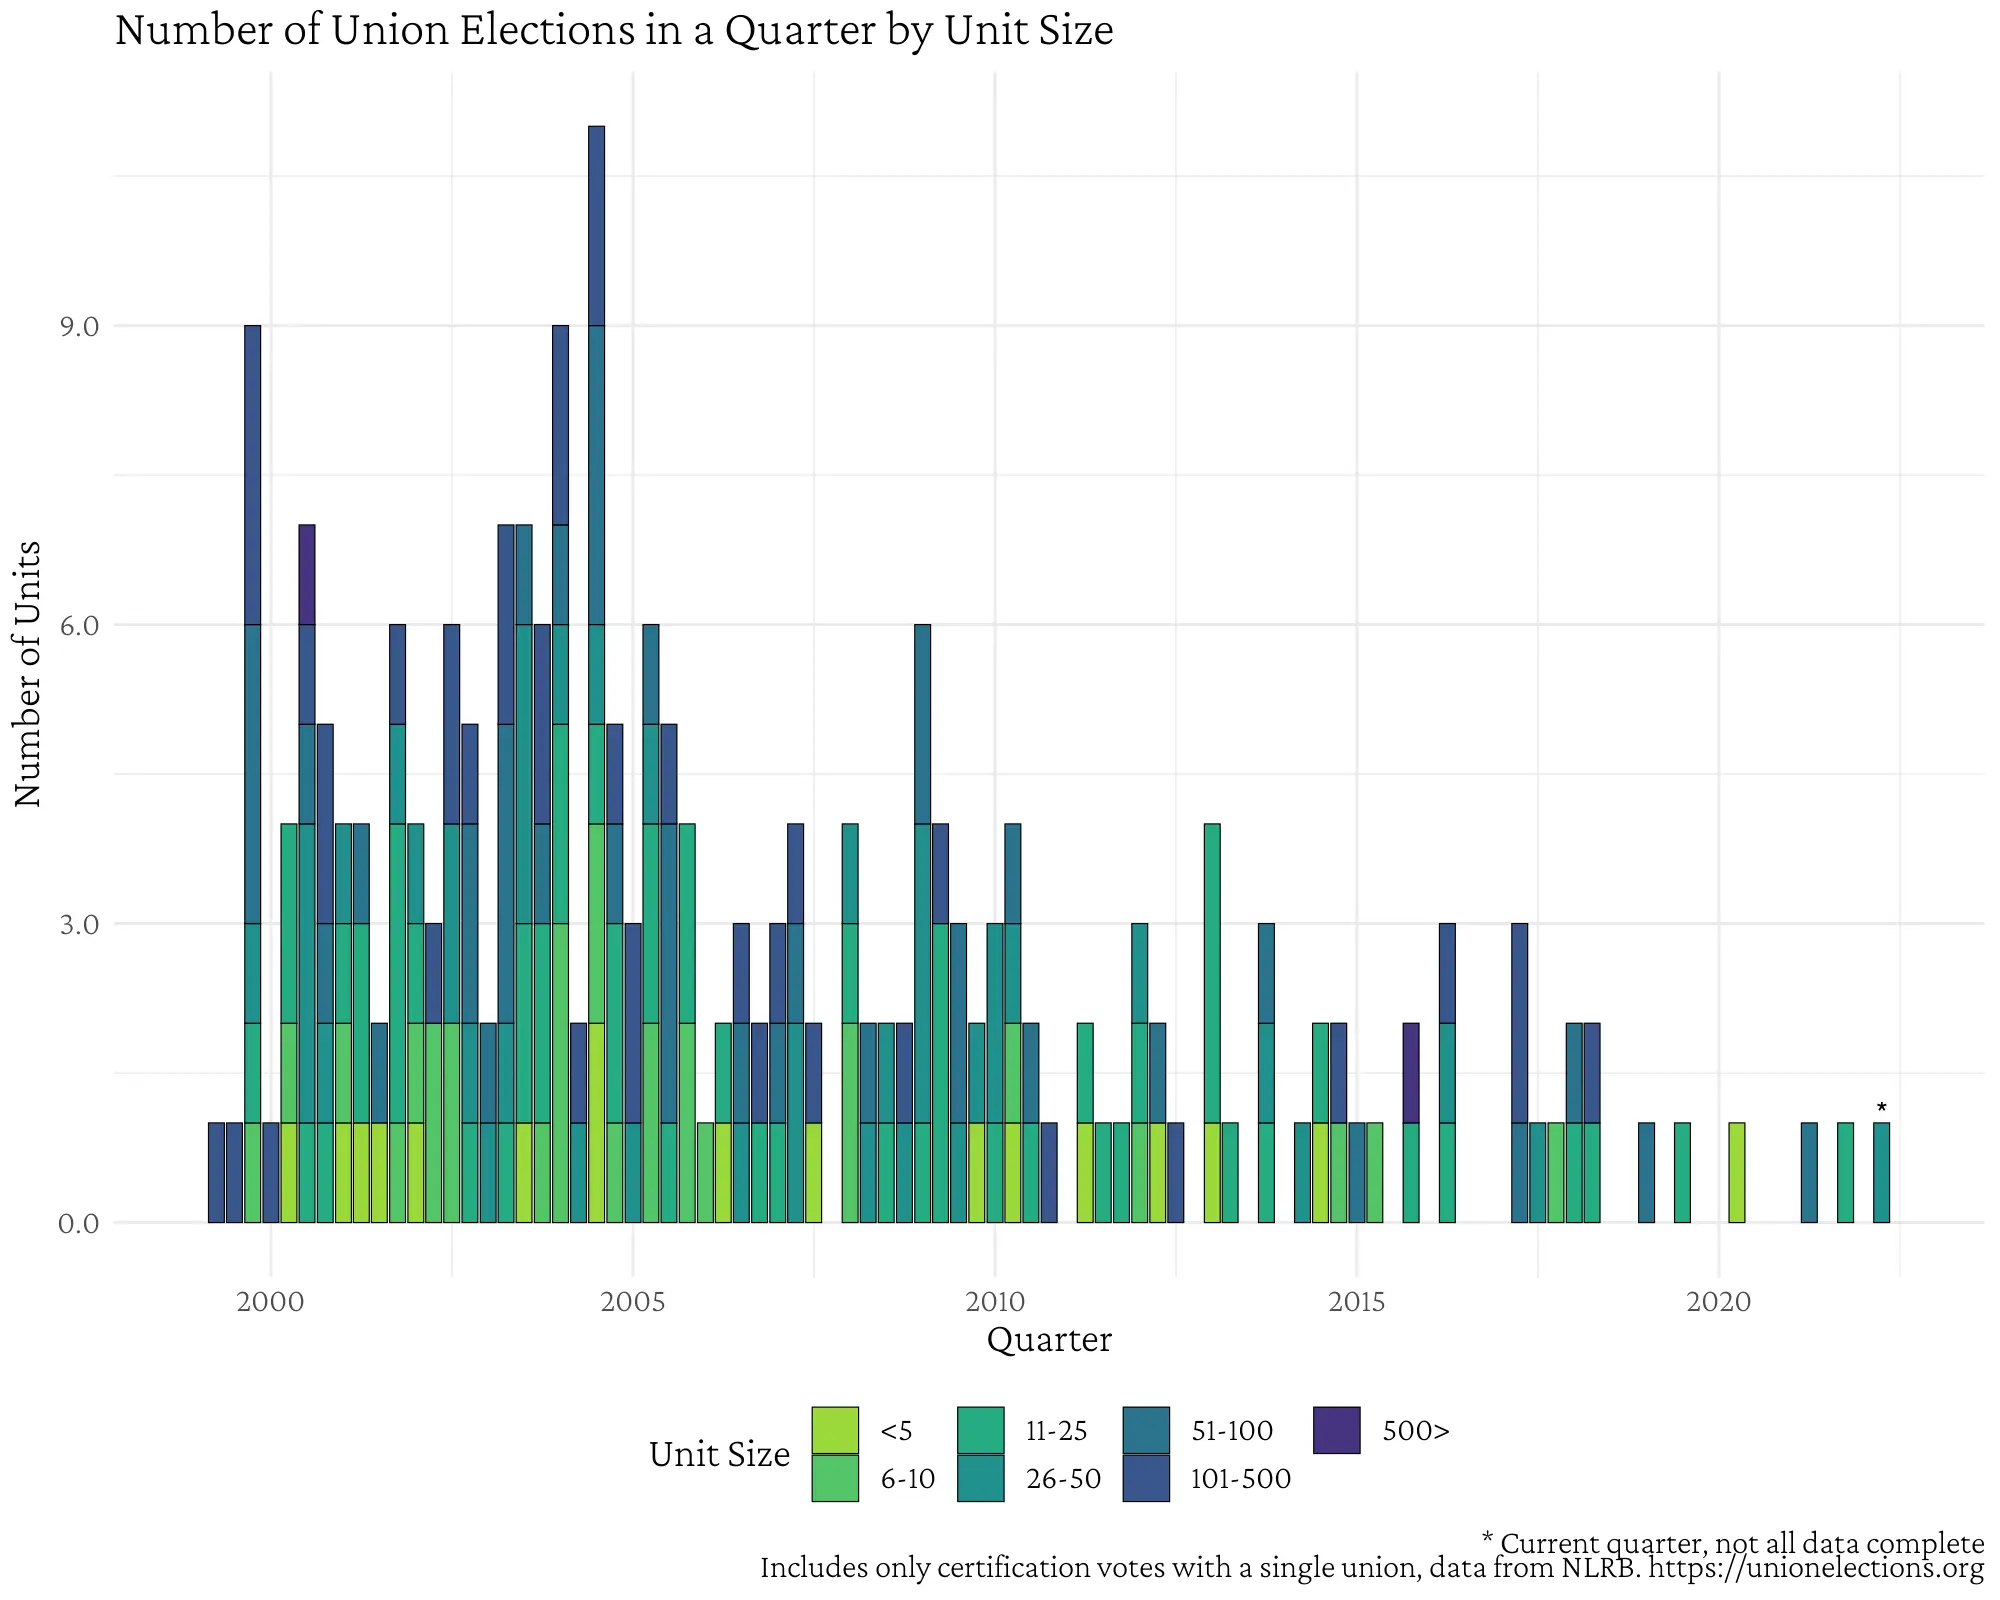 Number of Union Elections in a Quarter by Unit Size
Number of Units
9.0
6.0
3.0
0.0
2000 2005 2010 2015 2020
*
Quarter
Unit Size
<5 11-25 51-100 500>
6-10 26-50 101-500
* Current quarter, not all data complete
Includes only certification votes with a single union, data from NLRB. https://unionelections.org